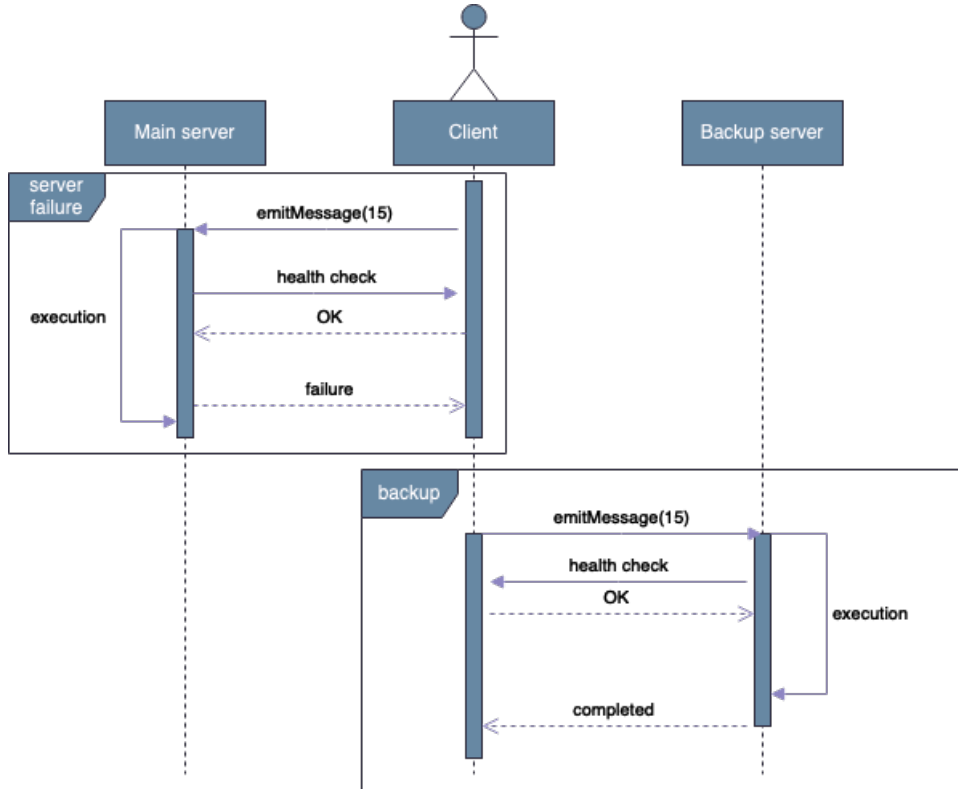 Main server
Client
Backup server
server
failure
emitMessage(15)
health check
execution
OK
failure
backup
emitMessage(15)
health check
OK
execution
completed